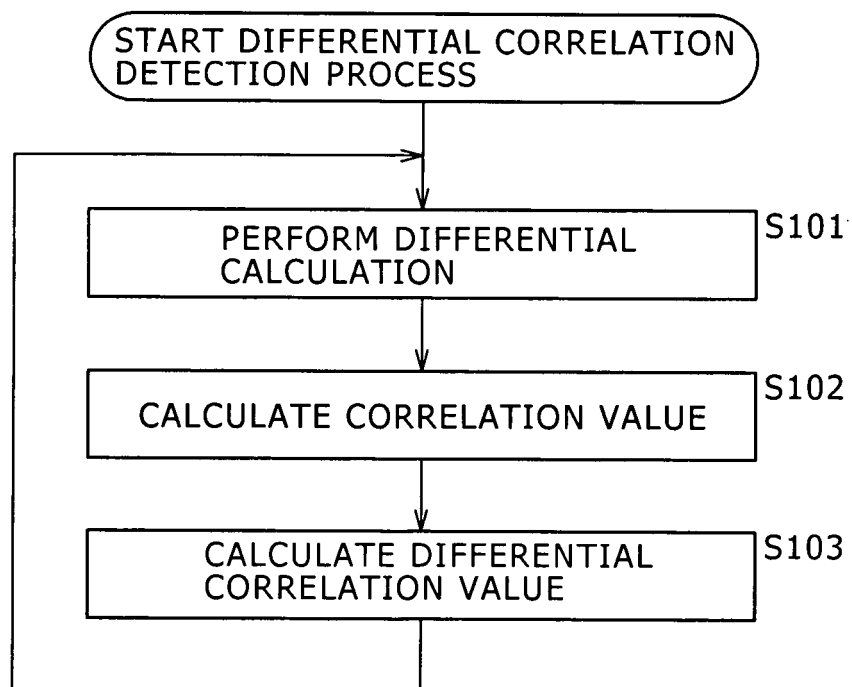 START DIFFERENTIAL CORRELATION
DETECTION PROCESS
S101
PERFORM DIFFERENTIAL
CALCULATION
S102
CALCULATE CORRELATION VALUE
S103
CALCULATE DIFFERENTIAL
CORRELATION VALUE